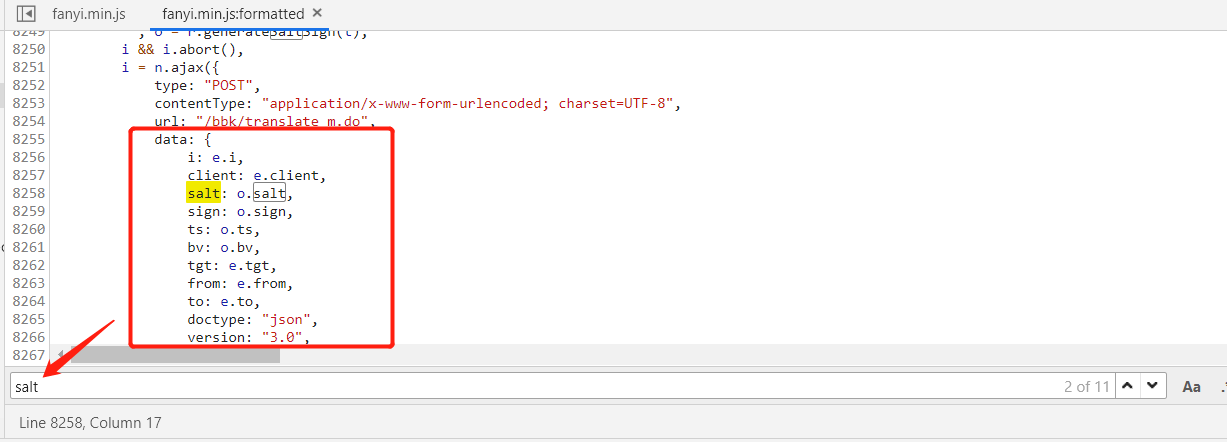 fanyi.min.js fanyi.min.js:formatted ×
8249 , o = r.generateSaltSign(t),
8250 i && i.abort(),
8251 i = n.ajax({
8252 type: "POST",
8253 contentType: "application/x-www-form-urlencoded; charset=UTF-8",
8254 url: "/bbk/translate_m.do",
8255 data: {
8256 i: e.i,
8257 client: e.client,
8258 salt: o.salt,
8259 sign: o.sign,
8260 ts: o.ts,
8261 bv: o.bv,
8262 tgt: e.tgt,
8263 from: e.from,
8264 to: e.to,
8265 doctype: "json",
8266 version: "3.0",
8267
salt 2 of 11 Aa .*
Line 8258, Column 17